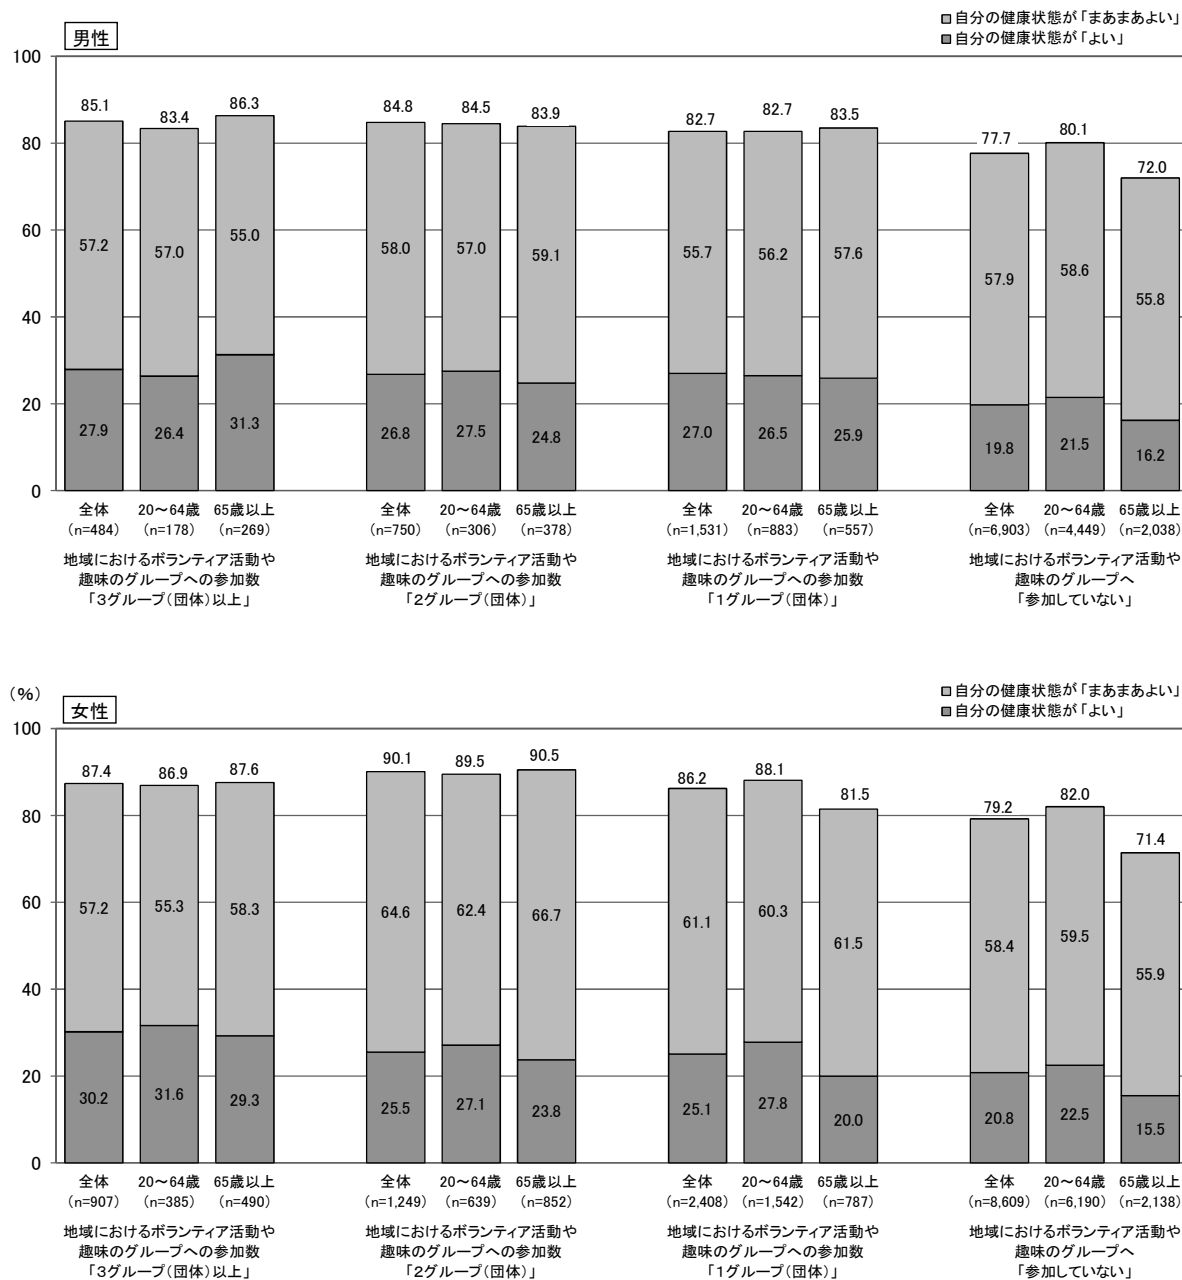 ■自分の健康状態が「まあまあよい」
■自分の健康状態が「よい」
男性
100
80
60
40
20
0
85.1 83.4 86.3 84.8 84.5 83.9 82.7 82.7 83.5 77.7 80.1 72.0
57.2 57.0 55.0 58.0 57.0 59.1 55.7 56.2 57.6 57.9 58.6 55.8
27.9 26.4 31.3 26.8 27.5 24.8 27.0 26.5 25.9 19.8 21.5 16.2
全体 20～64歳 65歳以上 全体 20～64歳 65歳以上 全体 20～64歳 65歳以上 全体 20～64歳 65歳以上
(n=484) (n=178) (n=269) (n=750) (n=306) (n=378) (n=1,531) (n=883) (n=557) (n=6,903) (n=4,449) (n=2,038)
地域におけるボランティア活動や 地域におけるボランティア活動や 地域におけるボランティア活動や 地域におけるボランティア活動や
趣味のグループへの参加数 趣味のグループへの参加数 趣味のグループへの参加数 趣味のグループへ
「3グループ(団体)以上」 「2グループ(団体)」 「1グループ(団体)」 「参加していない」
(%)
■自分の健康状態が「まあまあよい」
■自分の健康状態が「よい」
女性
100
80
60
40
20
0
87.4 86.9 87.6 90.1 89.5 90.5 86.2 88.1 81.5 79.2 82.0 71.4
57.2 55.3 58.3 64.6 62.4 66.7 61.1 60.3 61.5 58.4 59.5 55.9
30.2 31.6 29.3 25.5 27.1 23.8 25.1 27.8 20.0 20.8 22.5 15.5
全体 20～64歳 65歳以上 全体 20～64歳 65歳以上 全体 20～64歳 65歳以上 全体 20～64歳 65歳以上
(n=907) (n=385) (n=490) (n=1,249) (n=639) (n=852) (n=2,408) (n=1,542) (n=787) (n=8,609) (n=6,190) (n=2,138)
地域におけるボランティア活動や 地域におけるボランティア活動や 地域におけるボランティア活動や 地域におけるボランティア活動や
趣味のグループへの参加数 趣味のグループへの参加数 趣味のグループへの参加数 趣味のグループへ
「3グループ(団体)以上」 「2グループ(団体)」 「1グループ(団体)」 「参加していない」